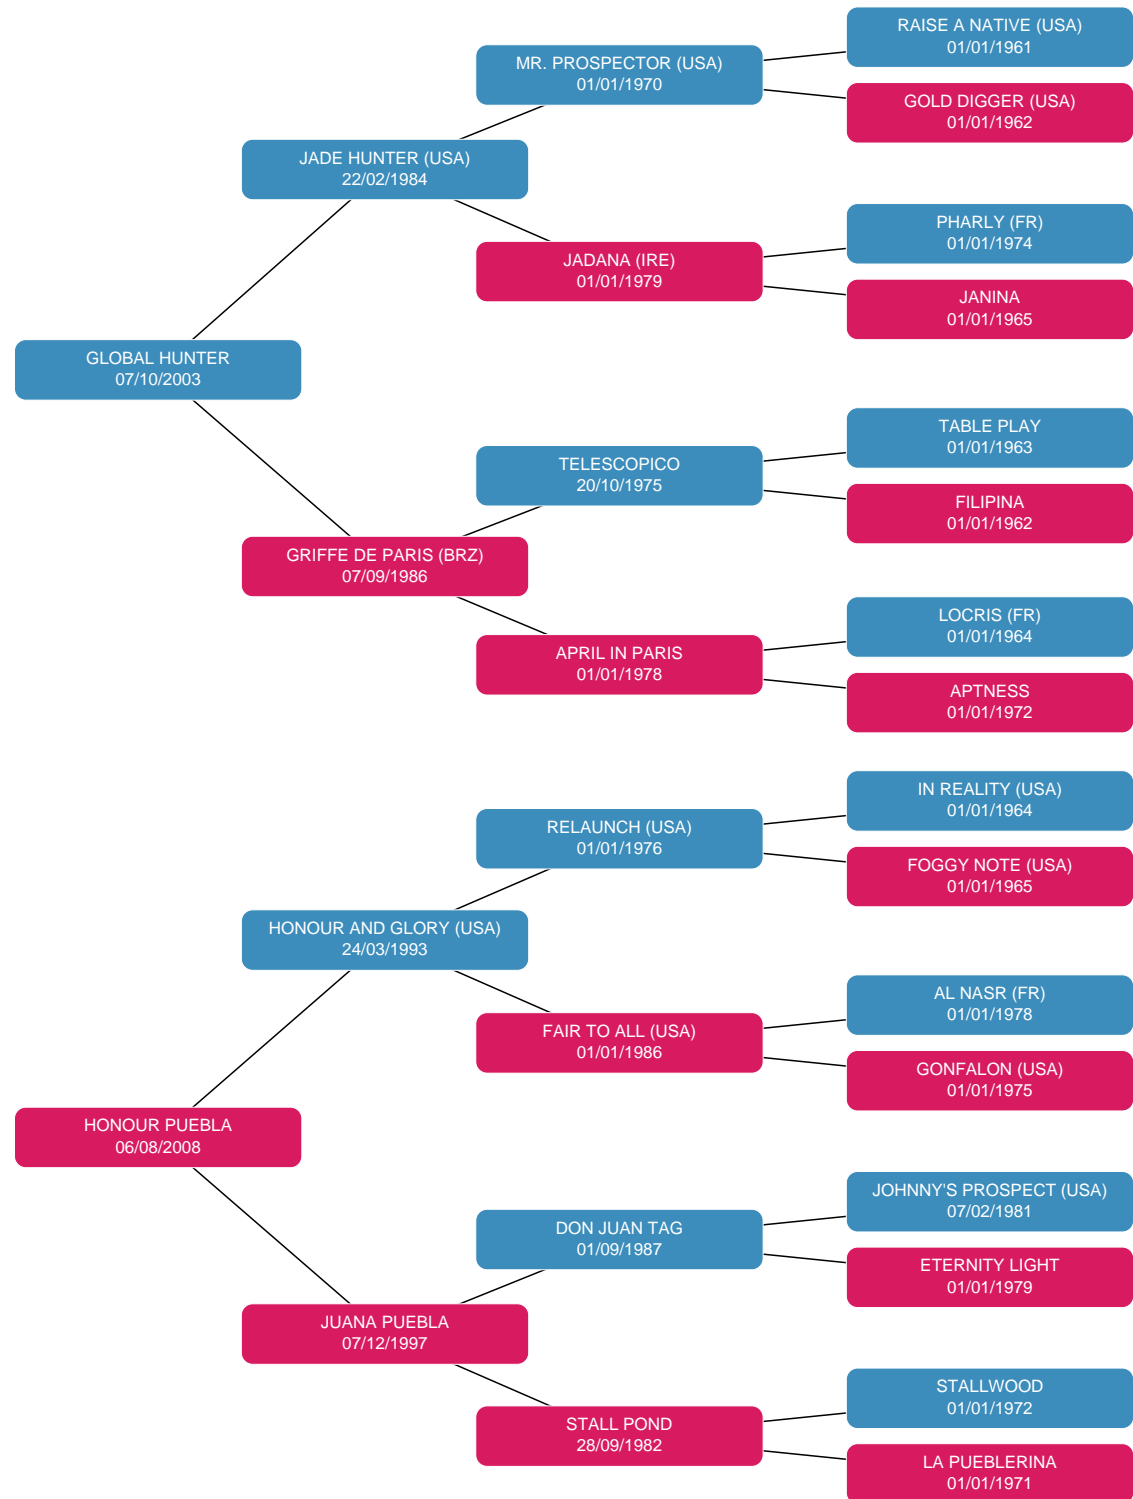 RAISE A NATIVE (USA)
01/01/1961
MR. PROSPECTOR (USA)
01/01/1970
GOLD DIGGER (USA)
01/01/1962
JADE HUNTER (USA)
22/02/1984
PHARLY (FR)
01/01/1974
JADANA (IRE)
01/01/1979
JANINA
01/01/1965
GLOBAL HUNTER
07/10/2003
TABLE PLAY
01/01/1963
TELESCOPICO
20/10/1975
FILIPINA
01/01/1962
GRIFFE DE PARIS (BRZ)
07/09/1986
LOCRIS (FR)
01/01/1964
APRIL IN PARIS
01/01/1978
APTNESS
01/01/1972
IN REALITY (USA)
01/01/1964
RELAUNCH (USA)
01/01/1976
FOGGY NOTE (USA)
01/01/1965
HONOUR AND GLORY (USA)
24/03/1993
AL NASR (FR)
01/01/1978
FAIR TO ALL (USA)
01/01/1986
GONFALON (USA)
01/01/1975
HONOUR PUEBLA
06/08/2008
JOHNNY'S PROSPECT (USA)
07/02/1981
DON JUAN TAG
01/09/1987
ETERNITY LIGHT
01/01/1979
JUANA PUEBLA
07/12/1997
STALLWOOD
01/01/1972
STALL POND
28/09/1982
LA PUEBLERINA
01/01/1971